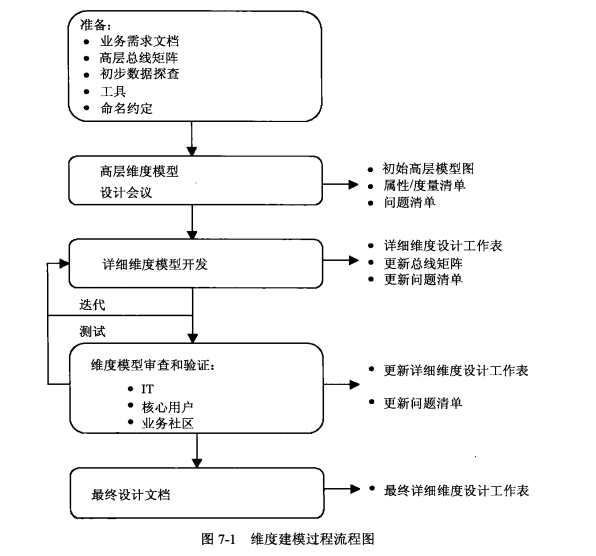 准备：
• 业务需求文档
• 高层总线矩阵
• 初步数据探查
• 工具
• 命名约定
高层维度模型
设计会议
• 初始高层模型图
• 属性/度量清单
• 问题清单
详细维度模型开发
• 详细维度设计工作表
• 更新总线矩阵
• 更新问题清单
迭代
测试
维度模型审查和验证：
• IT
• 核心用户
• 业务社区
• 更新详细维度设计工作表
• 更新问题清单
最终设计文档
• 最终详细维度设计工作表
图 7-1 维度建模过程流程图